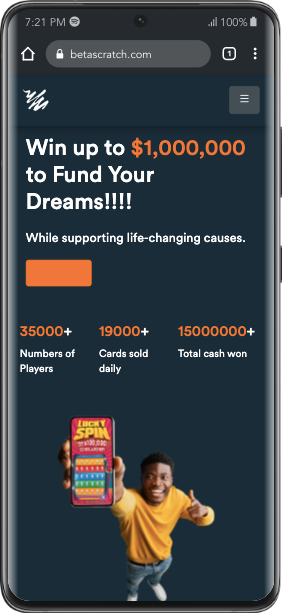 7:21 PM
100%
betascratch.com
1
Win up to $1,000,000
to Fund Your
Dreams!!!!
While supporting life-changing causes.
35000+
19000+
15000000+
Numbers of
Players
Cards sold
daily
Total cash won
LUCKY
SPIN